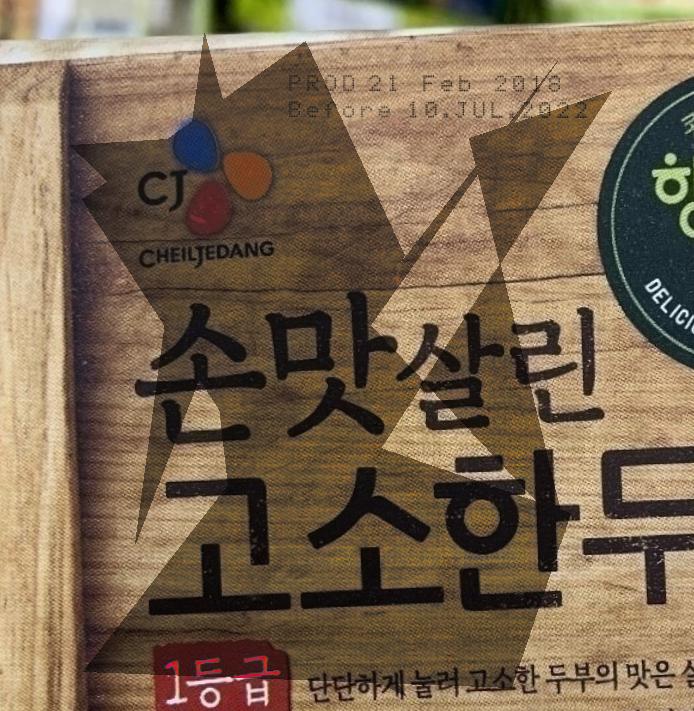 PROD 21 Feb 2018
Before 10.JUL.2022
CJ
CHEILJEDANG
DELICI
손맛살린
고소한두
1등급
단단하게 눌러 고소한 두부의 맛은